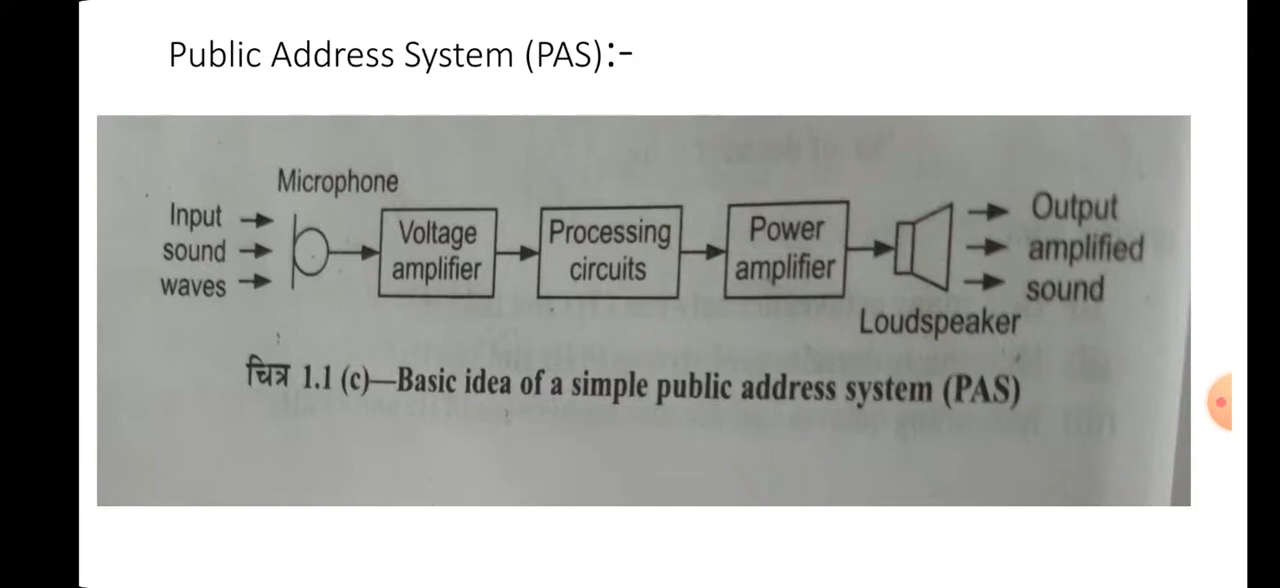 Public Address System (PAS):-
Microphone
Input
sound
waves
Voltage
amplifier
Processing
circuits
Power
amplifier
Loudspeaker
Output
amplified
sound
चित्र 1.1 (c)—Basic idea of a simple public address system (PAS)